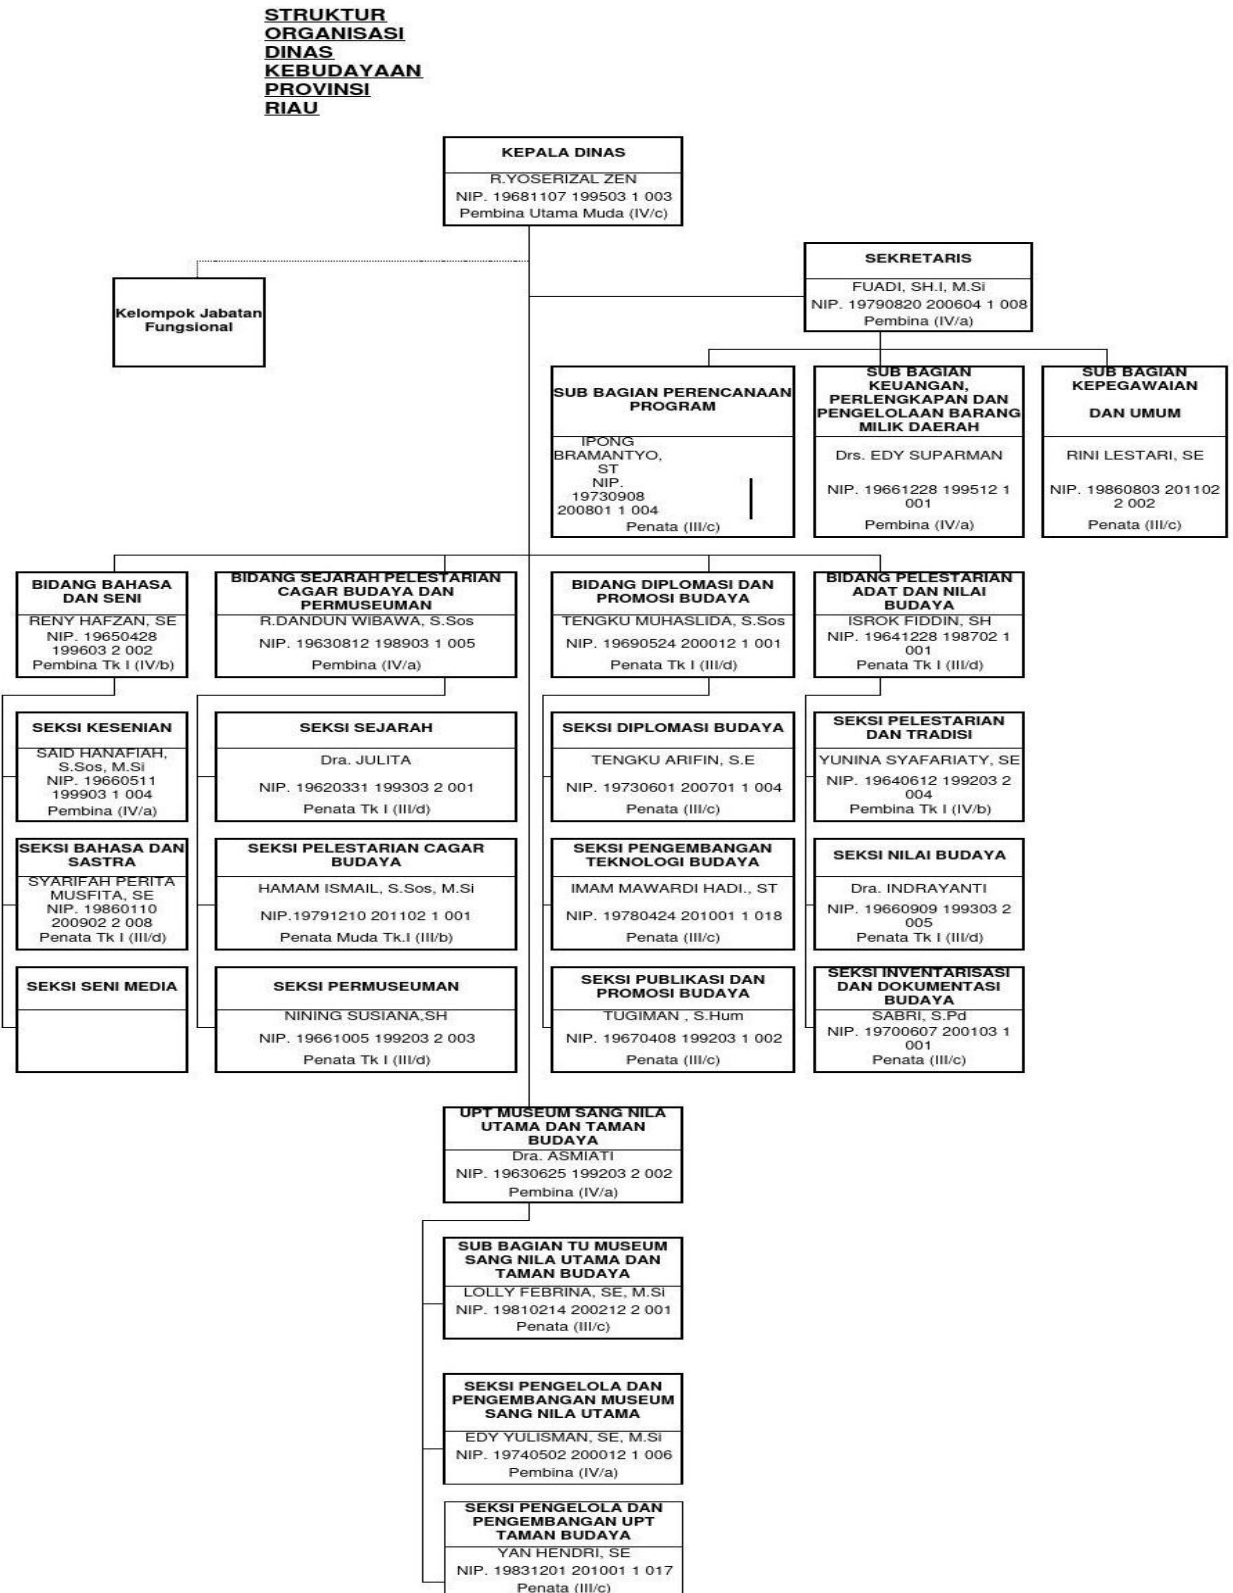 STRUKTUR
ORGANISASI
DINAS
KEBUDAYAAN
PROVINSI
RIAU
KEPALA DINAS
R.YOSERIZAL ZEN
NIP. 19681107 199503 1 003
Pembina Utama Muda (IV/c)
SEKRETARIS
FUADI, SH.I, M.Si
NIP. 19790820 200604 1 008
Pembina (IV/a)
Kelompok Jabatan
Fungsional
SUB BAGIAN PERENCANAAN
PROGRAM
IPONG
BRAMANTYO,
ST
NIP.
19730908
200801 1 004
Penata (III/c)
SUB BAGIAN
KEUANGAN,
PERLENGKAPAN DAN
PENGELOLAAN BARANG
MILIK DAERAH
Drs. EDY SUPARMAN
NIP. 19661228 199512 1
001
Pembina (IV/a)
SUB BAGIAN
KEPEGAWAIAN
DAN UMUM
RINI LESTARI, SE
NIP. 19860803 201102
2 002
Penata (III/c)
BIDANG BAHASA
DAN SENI
RENY HAFZAN, SE
NIP. 19650428
199603 2 002
Pembina Tk I (IV/b)
BIDANG SEJARAH PELESTARIAN
CAGAR BUDAYA DAN
PERMUSEUMAN
R.DANDUN WIBAWA, S.Sos
NIP. 19630812 198903 1 005
Pembina (IV/a)
BIDANG DIPLOMASI DAN
PROMOSI BUDAYA
TENGKU MUHASLIDA, S.Sos
NIP. 19690524 200012 1 001
Penata Tk I (III/d)
BIDANG PELESTARIAN
ADAT DAN NILAI
BUDAYA
ISROK FIDDIN, SH
NIP. 19641228 198702 1
001
Penata Tk I (III/d)
SEKSI KESENIAN
SAID HANAFIAH,
S.Sos, M.Si
NIP. 19660511
199903 1 004
Pembina (IV/a)
SEKSI SEJARAH
Dra. JULITA
NIP. 19620331 199303 2 001
Penata Tk I (III/d)
SEKSI DIPLOMASI BUDAYA
TENGKU ARIFIN, S.E
NIP. 19730601 200701 1 004
Penata (III/c)
SEKSI PELESTARIAN
DAN TRADISI
YUNINA SYAFARIATY, SE
NIP. 19640612 199203 2
004
Pembina Tk I (IV/b)
SEKSI BAHASA DAN
SASTRA
SYARIFAH PERITA
MUSFITA, SE
NIP. 19860110
200902 2 008
Penata Tk I (III/d)
SEKSI PELESTARIAN CAGAR
BUDAYA
HAMAM ISMAIL, S.Sos, M.Si
NIP.19791210 201102 1 001
Penata Muda Tk.I (III/b)
SEKSI PENGEMBANGAN
TEKNOLOGI BUDAYA
IMAM MAWARDI HADI., ST
NIP. 19780424 201001 1 018
Penata (III/c)
SEKSI NILAI BUDAYA
Dra. INDRAYANTI
NIP. 19660909 199303 2
005
Penata Tk I (III/d)
SEKSI SENI MEDIA
SEKSI PERMUSEUMAN
NINING SUSIANA,SH
NIP. 19661005 199203 2 003
Penata Tk I (III/d)
SEKSI PUBLIKASI DAN
PROMOSI BUDAYA
TUGIMAN , S.Hum
NIP. 19670408 199203 1 002
Penata (III/c)
SEKSI INVENTARISASI
DAN DOKUMENTASI
BUDAYA
SABRI, S.Pd
NIP. 19700607 200103 1
001
Penata (III/c)
UPT MUSEUM SANG NILA
UTAMA DAN TAMAN
BUDAYA
Dra. ASMIATI
NIP. 19630625 199203 2 002
Pembina (IV/a)
SUB BAGIAN TU MUSEUM
SANG NILA UTAMA DAN
TAMAN BUDAYA
LOLLY FEBRINA, SE, M.Si
NIP. 19810214 200212 2 001
Penata (III/c)
SEKSI PENGELOLA DAN
PENGEMBANGAN MUSEUM
SANG NILA UTAMA
EDY YULISMAN, SE, M.Si
NIP. 19740502 200012 1 006
Pembina (IV/a)
SEKSI PENGELOLA DAN
PENGEMBANGAN UPT
TAMAN BUDAYA
YAN HENDRI, SE
NIP. 19831201 201001 1 017
Penata (III/c)